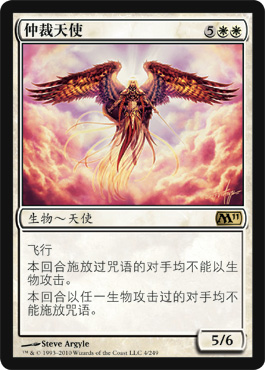 仲裁天使 5
生物～天使 M11
飞行
本回合施放过咒语的对手均不能以生
物攻击。
本回合以任一生物攻击过的对手均不
能施放咒语。
Steve Argyle
™ & © 1993–2010 Wizards of the Coast LLC 4/249
5/6